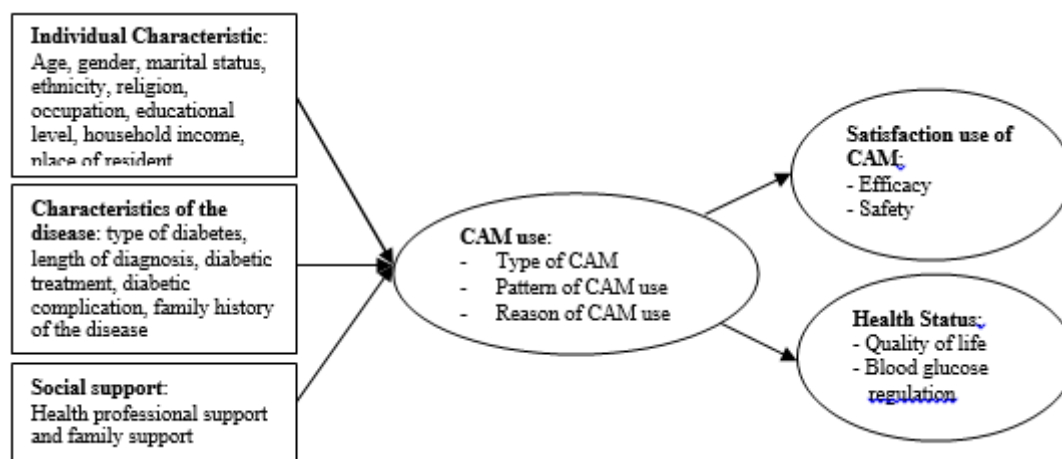 Individual Characteristic:
Age, gender, marital status,
ethnicity, religion,
occupation, educational
level, household income,
place of resident
Characteristics of the
disease: type of diabetes,
length of diagnosis, diabetic
treatment, diabetic
complication, family history
of the disease
Social support:
Health professional support
and family support
CAM use:
- Type of CAM
- Pattern of CAM use
- Reason of CAM use
Satisfaction use of
CAM:
- Efficacy
- Safety
Health Status:
- Quality of life
- Blood glucose
regulation